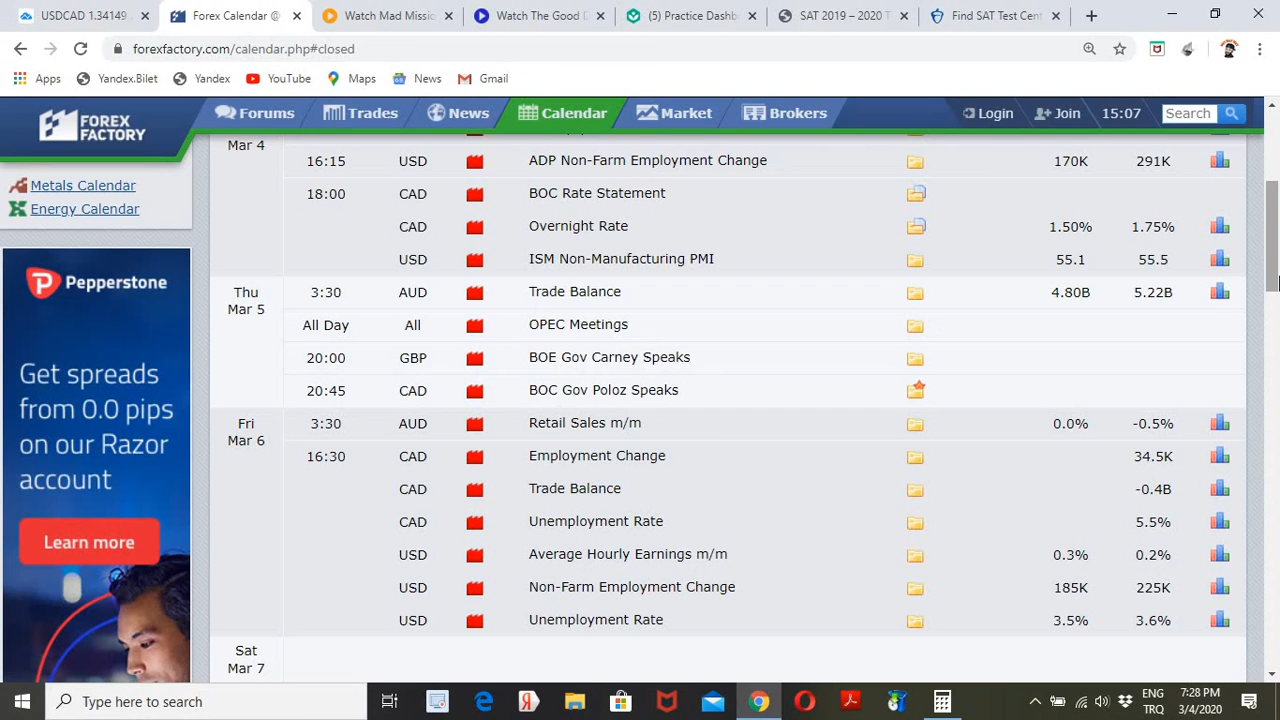 USDCAD 1.34149
Forex Calendar @
Watch Mad Missi
Watch The Good D
(5) Practice Dashb
SAT 2019 – 2020 T
Find SAT Test Cent
forexfactory.com/calendar.php#closed
Apps
Yandex.Bilet
Yandex
YouTube
Maps
News
Gmail
FOREX FACTORY
Forums
Trades
News
Calendar
Market
Brokers
Login
Join
15:07
Search
Metals Calendar
Energy Calendar
Pepperstone
Get spreads
from 0.0 pips
on our Razor
account
Learn more
Mar 4
16:15 USD ADP Non-Farm Employment Change 170K 291K
18:00 CAD BOC Rate Statement
CAD Overnight Rate 1.50% 1.75%
USD ISM Non-Manufacturing PMI 55.1 55.5
Thu Mar 5
3:30 AUD Trade Balance 4.80B 5.22B
All Day All OPEC Meetings
20:00 GBP BOE Gov Carney Speaks
20:45 CAD BOC Gov Poloz Speaks
Fri Mar 6
3:30 AUD Retail Sales m/m 0.0% -0.5%
16:30 CAD Employment Change 34.5K
CAD Trade Balance -0.4B
CAD Unemployment Rate 5.5%
USD Average Hourly Earnings m/m 0.3% 0.2%
USD Non-Farm Employment Change 185K 225K
USD Unemployment Rate 3.5% 3.6%
Sat Mar 7
Type here to search
ENG
TRQ
7:28 PM
3/4/2020